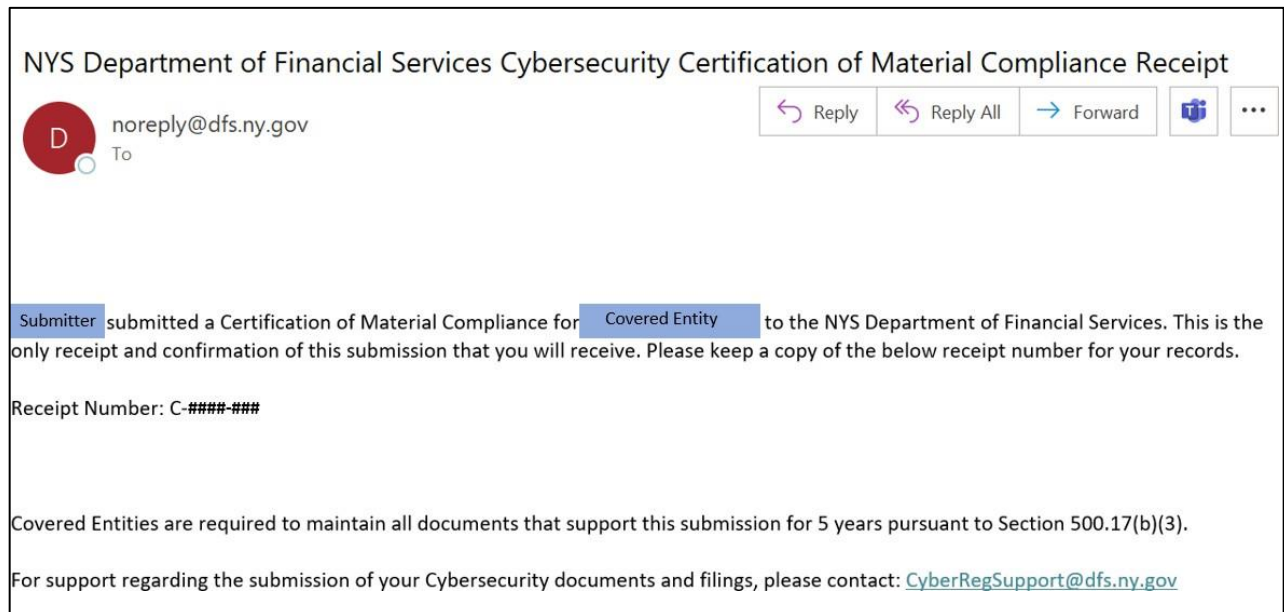 NYS Department of Financial Services Cybersecurity Certification of Material Compliance Receipt
D
noreply@dfs.ny.gov
To
Reply
Reply All
Forward
Submitter submitted a Certification of Material Compliance for Covered Entity to the NYS Department of Financial Services. This is the
only receipt and confirmation of this submission that you will receive. Please keep a copy of the below receipt number for your records.
Receipt Number: C-####-###
Covered Entities are required to maintain all documents that support this submission for 5 years pursuant to Section 500.17(b)(3).
For support regarding the submission of your Cybersecurity documents and filings, please contact: CyberRegSupport@dfs.ny.gov